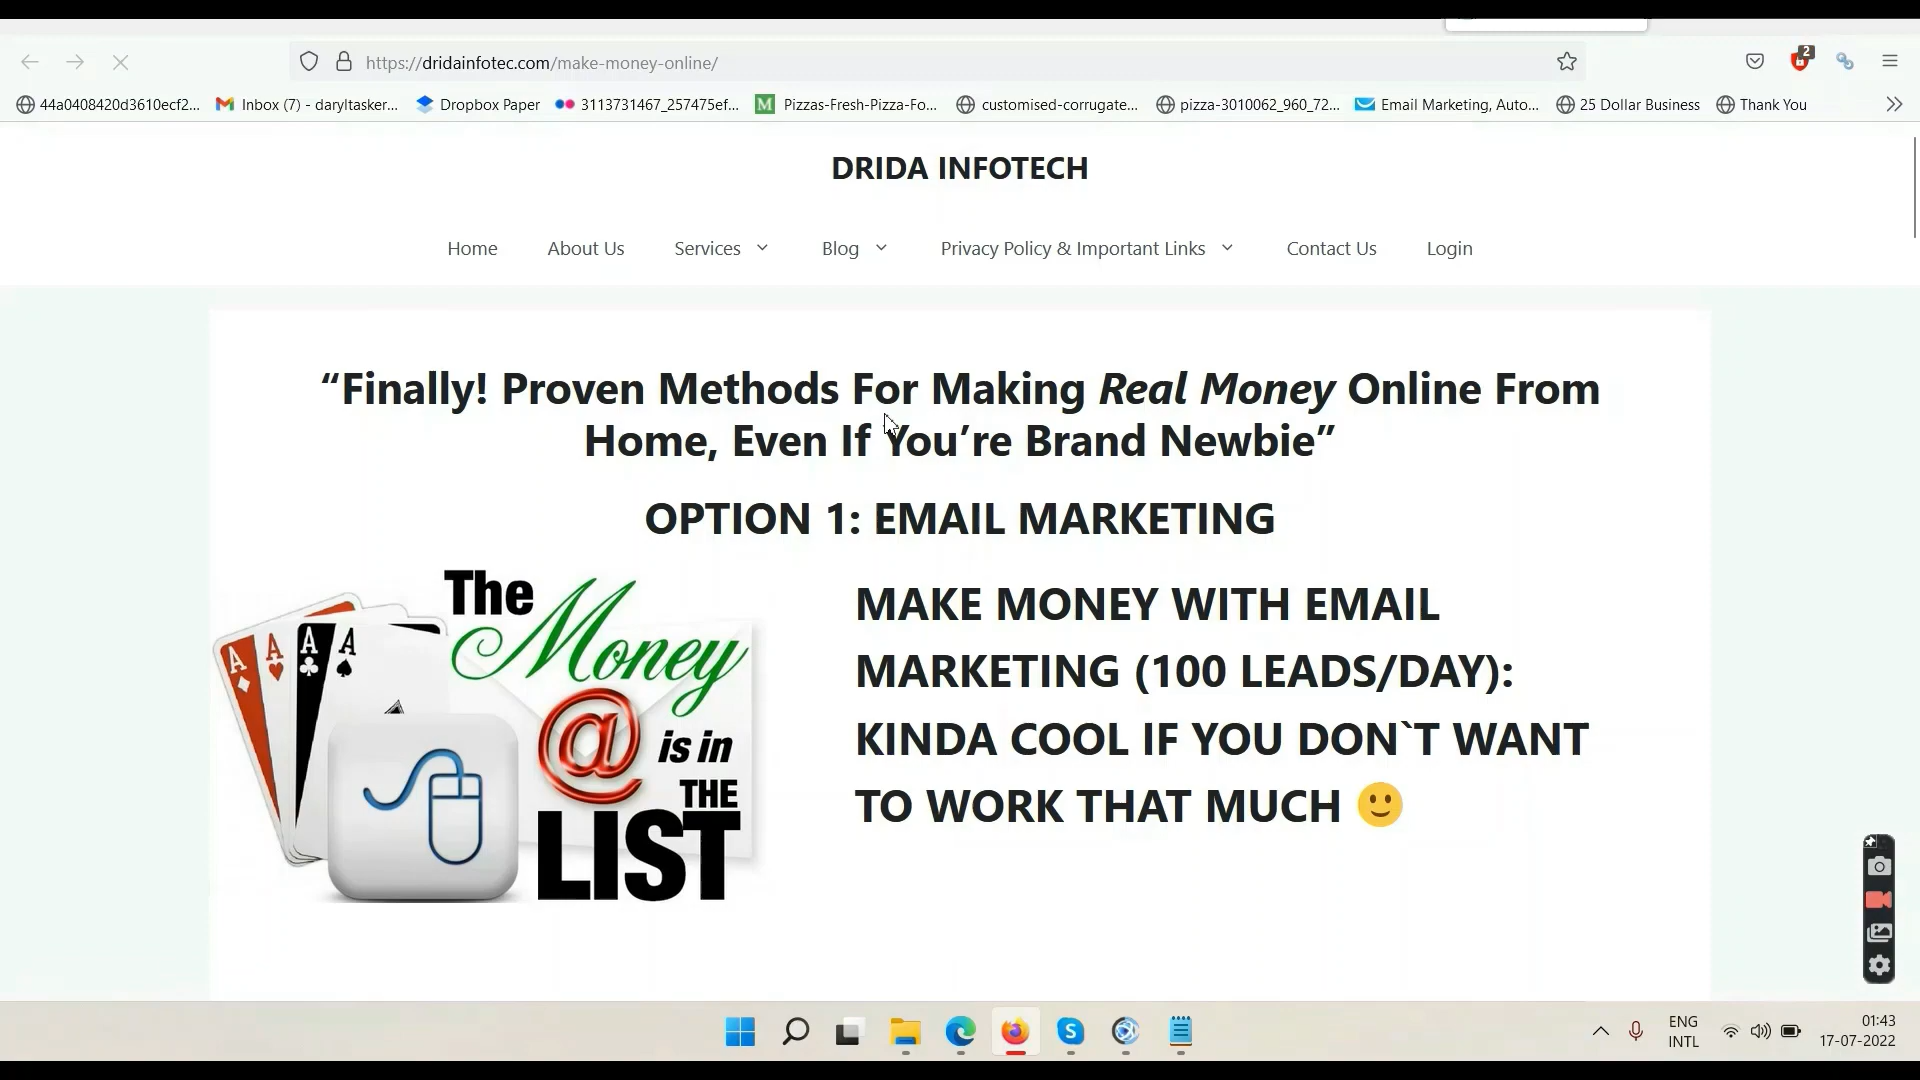 https://dridainfotec.com/make-money-online/
2
44a0408420d3610ecf2...
Inbox (7) - daryltasker...
Dropbox Paper
3113731467_257475ef...
M
Pizzas-Fresh-Pizza-Fo...
customised-corrugate...
pizza-3010062_960_72...
Email Marketing, Auto...
25 Dollar Business
Thank You
DRIDA INFOTECH
Home
About Us
Services
Blog
Privacy Policy & Important Links
Contact Us
Login
“Finally! Proven Methods For Making Real Money Online From
Home, Even If You’re Brand Newbie”
OPTION 1: EMAIL MARKETING
The
Money
@ is in
THE
LIST
A A A A
MAKE MONEY WITH EMAIL
MARKETING (100 LEADS/DAY):
KINDA COOL IF YOU DON`T WANT
TO WORK THAT MUCH 🙂
S
ENG
INTL
01:43
17-07-2022